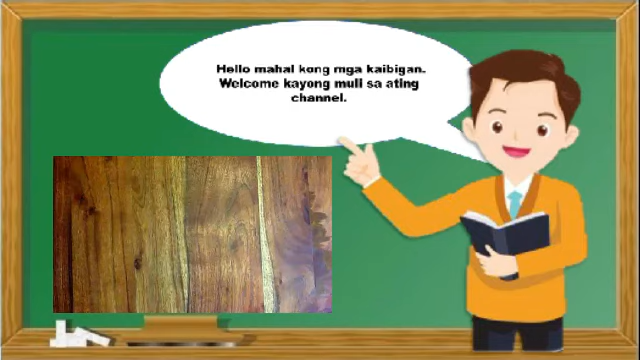 Hello mahal kong mga kaibigan.
Welcome kayong muli sa ating
channel.